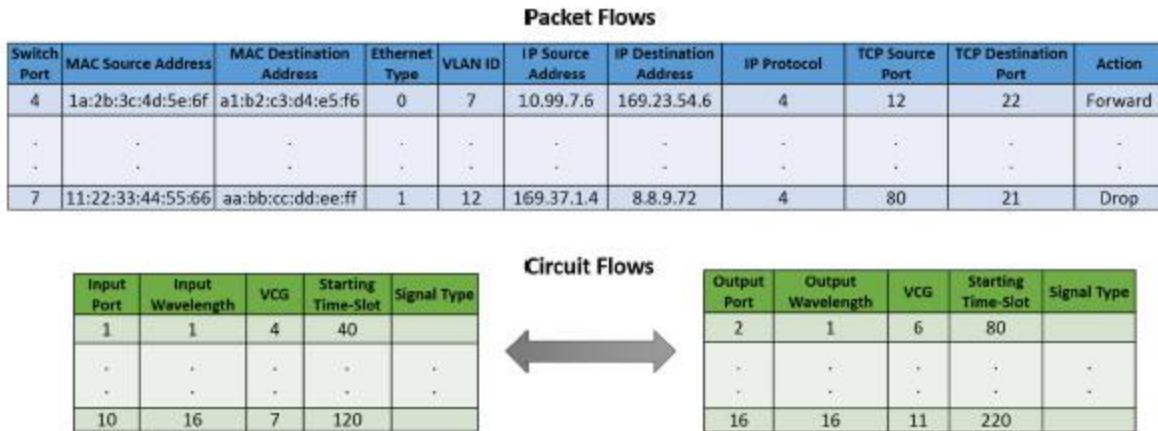 Packet Flows
Switch Port MAC Source Address MAC Destination Address Ethernet Type VLAN ID IP Source Address IP Destination Address IP Protocol TCP Source Port TCP Destination Port Action
4 1a:2b:3c:4d:5e:6f a1:b2:c3:d4:e5:f6 0 7 10.99.7.6 169.23.54.6 4 12 22 Forward
7 11:22:33:44:55:66 aa:bb:cc:dd:ee:ff 1 12 169.37.1.4 8.8.9.72 4 80 21 Drop
Circuit Flows
Input Port Input Wavelength VCG Starting Time-Slot Signal Type
1 1 4 40
10 16 7 120
Output Port Output Wavelength VCG Starting Time-Slot Signal Type
2 1 6 80
16 16 11 220